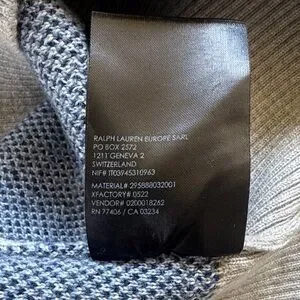 RALPH LAUREN EUROPE SARL
PO BOX 2572
1211 GENEVA 2
SWITZERLAND
NIF# IT03945310963
MATERIAL# 295888032001
XFACTORY# 0522
VENDOR# 0200018262
RN 77406 / CA 03234